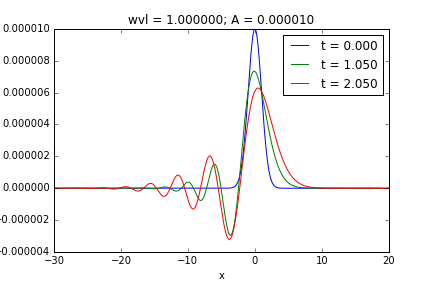 wvl = 1.000000; A = 0.000010
0.000010
0.000008
0.000006
0.000004
0.000002
0.000000
−0.000002
−0.000004
t = 0.000
t = 1.050
t = 2.050
−30 −20 −10 0 10 20
x